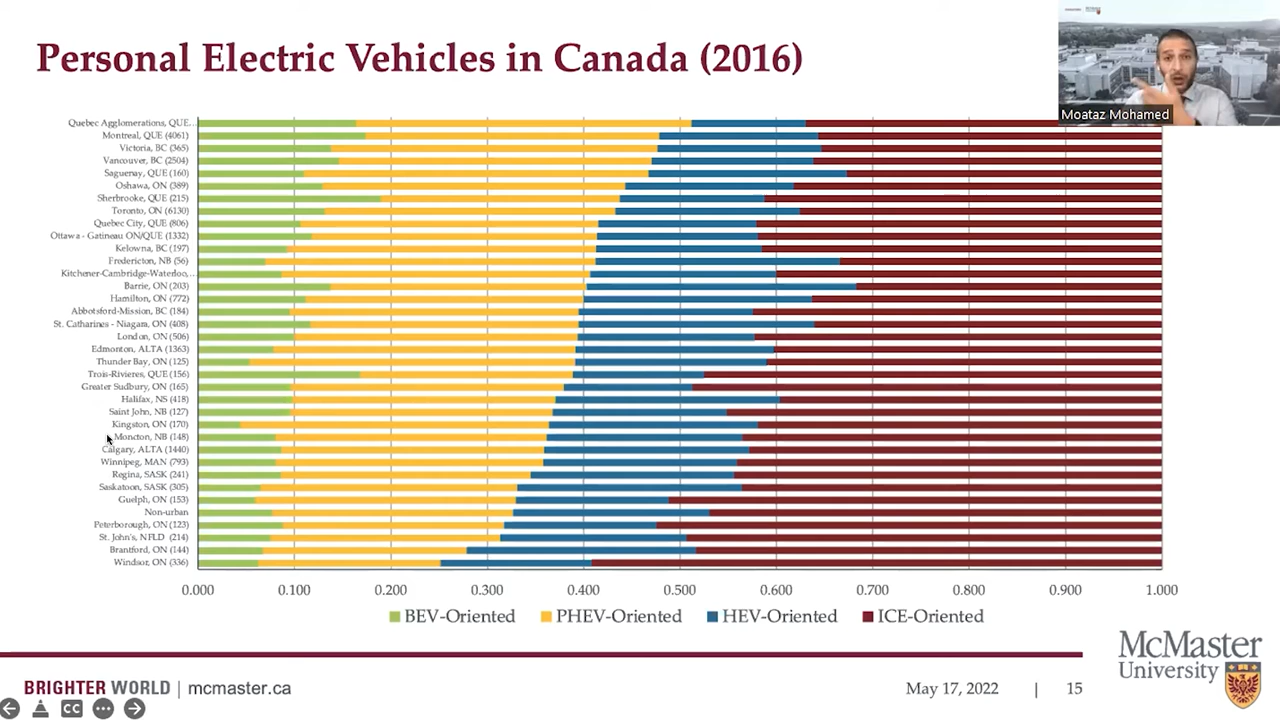 Personal Electric Vehicles in Canada (2016)
Moataz Mohamed
Quebec Agglomerations, QUE...
Montreal, QUE (4061)
Victoria, BC (365)
Vancouver, BC (2504)
Saguenay, QUE (160)
Oshawa, ON (389)
Sherbrooke, QUE (215)
Toronto, ON (6130)
Quebec City, QUE (806)
Ottawa - Gatineau ON/QUE (1332)
Kelowna, BC (197)
Fredericton, NB (56)
Kitchener-Cambridge-Waterloo,...
Barrie, ON (203)
Hamilton, ON (772)
Abbotsford-Mission, BC (184)
St. Catharines - Niagara, ON (408)
London, ON (506)
Edmonton, ALTA (1363)
Thunder Bay, ON (125)
Trois-Rivieres, QUE (156)
Greater Sudbury, ON (165)
Halifax, NS (418)
Saint John, NB (127)
Kingston, ON (170)
Moncton, NB (148)
Calgary, ALTA (1440)
Winnipeg, MAN (793)
Regina, SASK (241)
Saskatoon, SASK (305)
Guelph, ON (153)
Non-urban
Peterborough, ON (123)
St. John's, NFLD (214)
Brantford, ON (144)
Windsor, ON (336)
0.000 0.100 0.200 0.300 0.400 0.500 0.600 0.700 0.800 0.900 1.000
BEV-Oriented PHEV-Oriented HEV-Oriented ICE-Oriented
McMaster
University
BRIGHTER WORLD | mcmaster.ca
May 17, 2022 | 15
CC